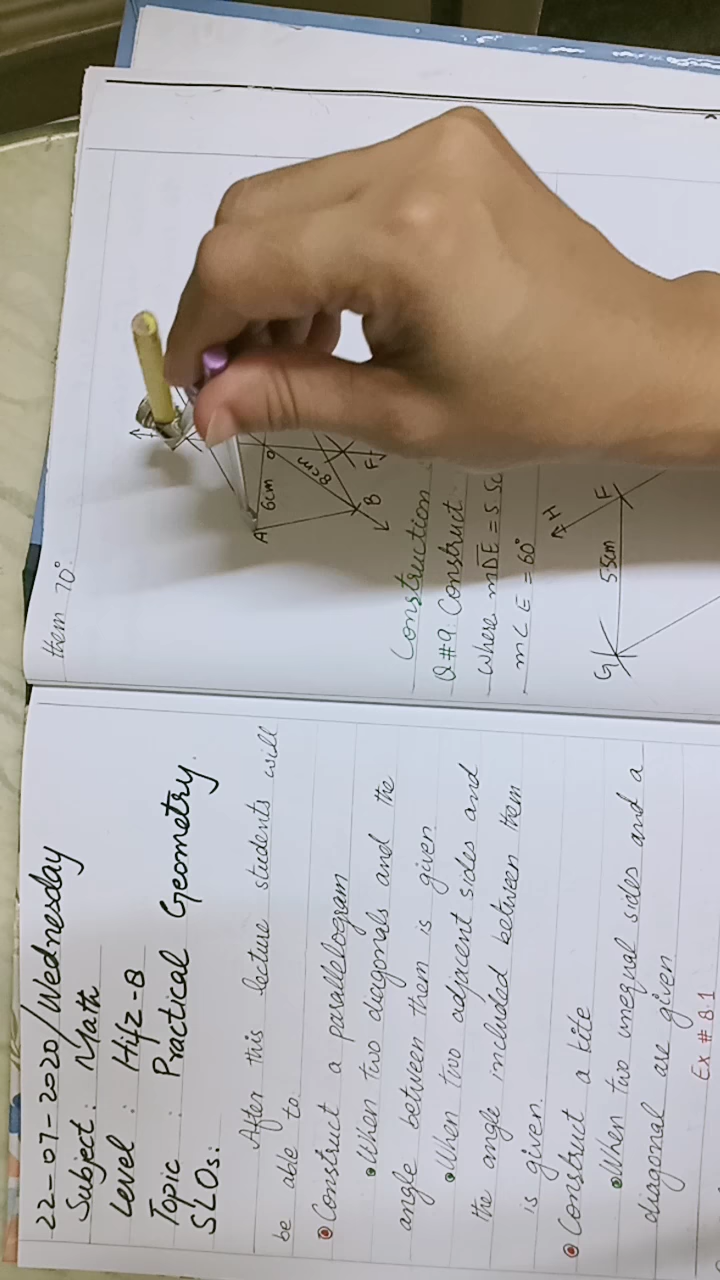 22-07-2020/Wednesday
Subject: Math
Level: Hifz-8
Topic: Practical Geometry.
SLOs:
After this lecture students will
be able to
Construct a parallelogram
When two diagonals and the
angle between them is given.
When two adjacent sides and
the angle included between them
is given.
Construct a kite
When two unequal sides and a
diagonal are given
Ex # 8.1
them 70°
A
6cm
O
8cm
B
F
Construction
Q#9: Construct
where mDE = 5.5c
m∠E = 60°
H
F
5.5cm
G